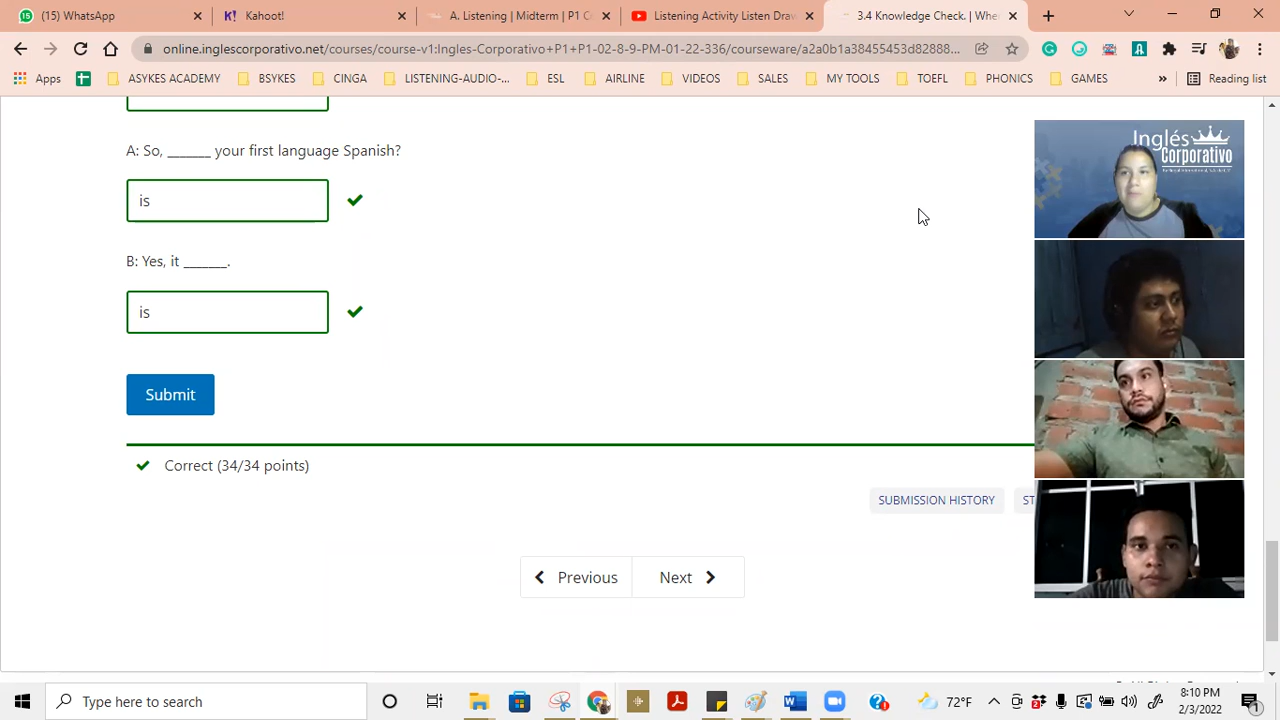 (15) WhatsApp
Kahoot!
A. Listening | Midterm | P1 C
Listening Activity Listen Draw
3.4 Knowledge Check. | Whe
online.inglescorporativo.net/courses/course-v1:Ingles-Corporativo+P1+P1-02-8-9-PM-01-22-336/courseware/a2a0b1a38455453d82888...
Apps
ASYKES ACADEMY
BSYKES
CINGA
LISTENING-AUDIO-...
ESL
AIRLINE
VIDEOS
SALES
MY TOOLS
TOEFL
PHONICS
GAMES
»
Reading list
A: So, _______ your first language Spanish?
is
B: Yes, it _______.
is
Submit
Correct (34/34 points)
SUBMISSION HISTORY
ST
Previous
Next
Inglés
Corporativo
Type here to search
72°F
8:10 PM
2/3/2022